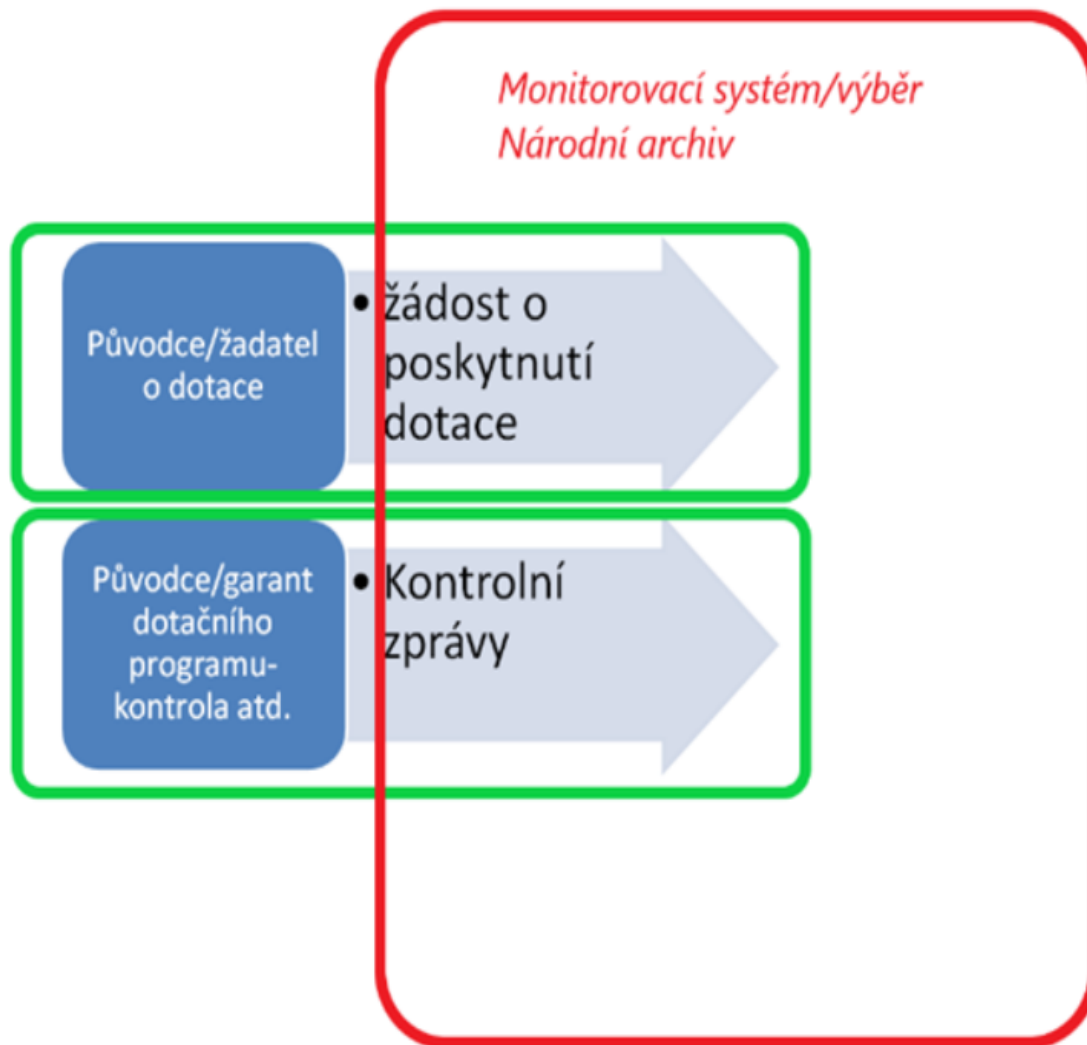 Monitorovací systém/výběr
Národní archiv
Původce/žadatel
o dotace
• žádost o
poskytnutí
dotace
Původce/garant
dotačního
programu-
kontrola atd.
• Kontrolní
zprávy